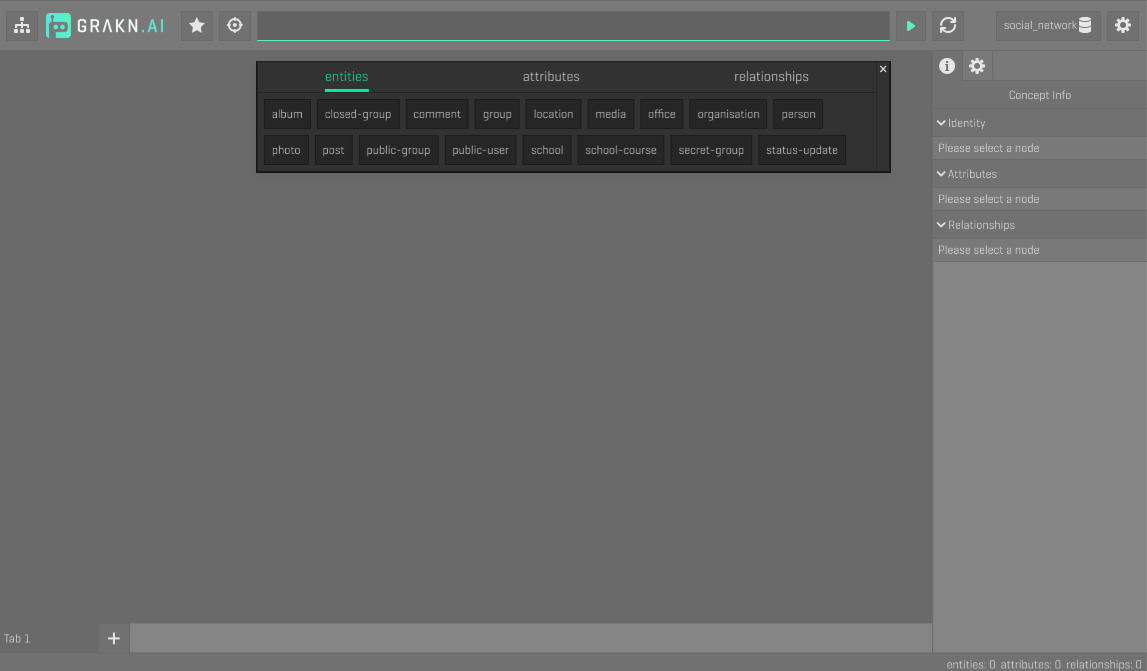 GRAKN.AI
social_network
entities attributes relationships
album closed-group comment group location media office organisation person
photo post public-group public-user school school-course secret-group status-update
Concept Info
Identity
Please select a node
Attributes
Please select a node
Relationships
Please select a node
Tab 1
entities: 0 attributes: 0 relationships: 0